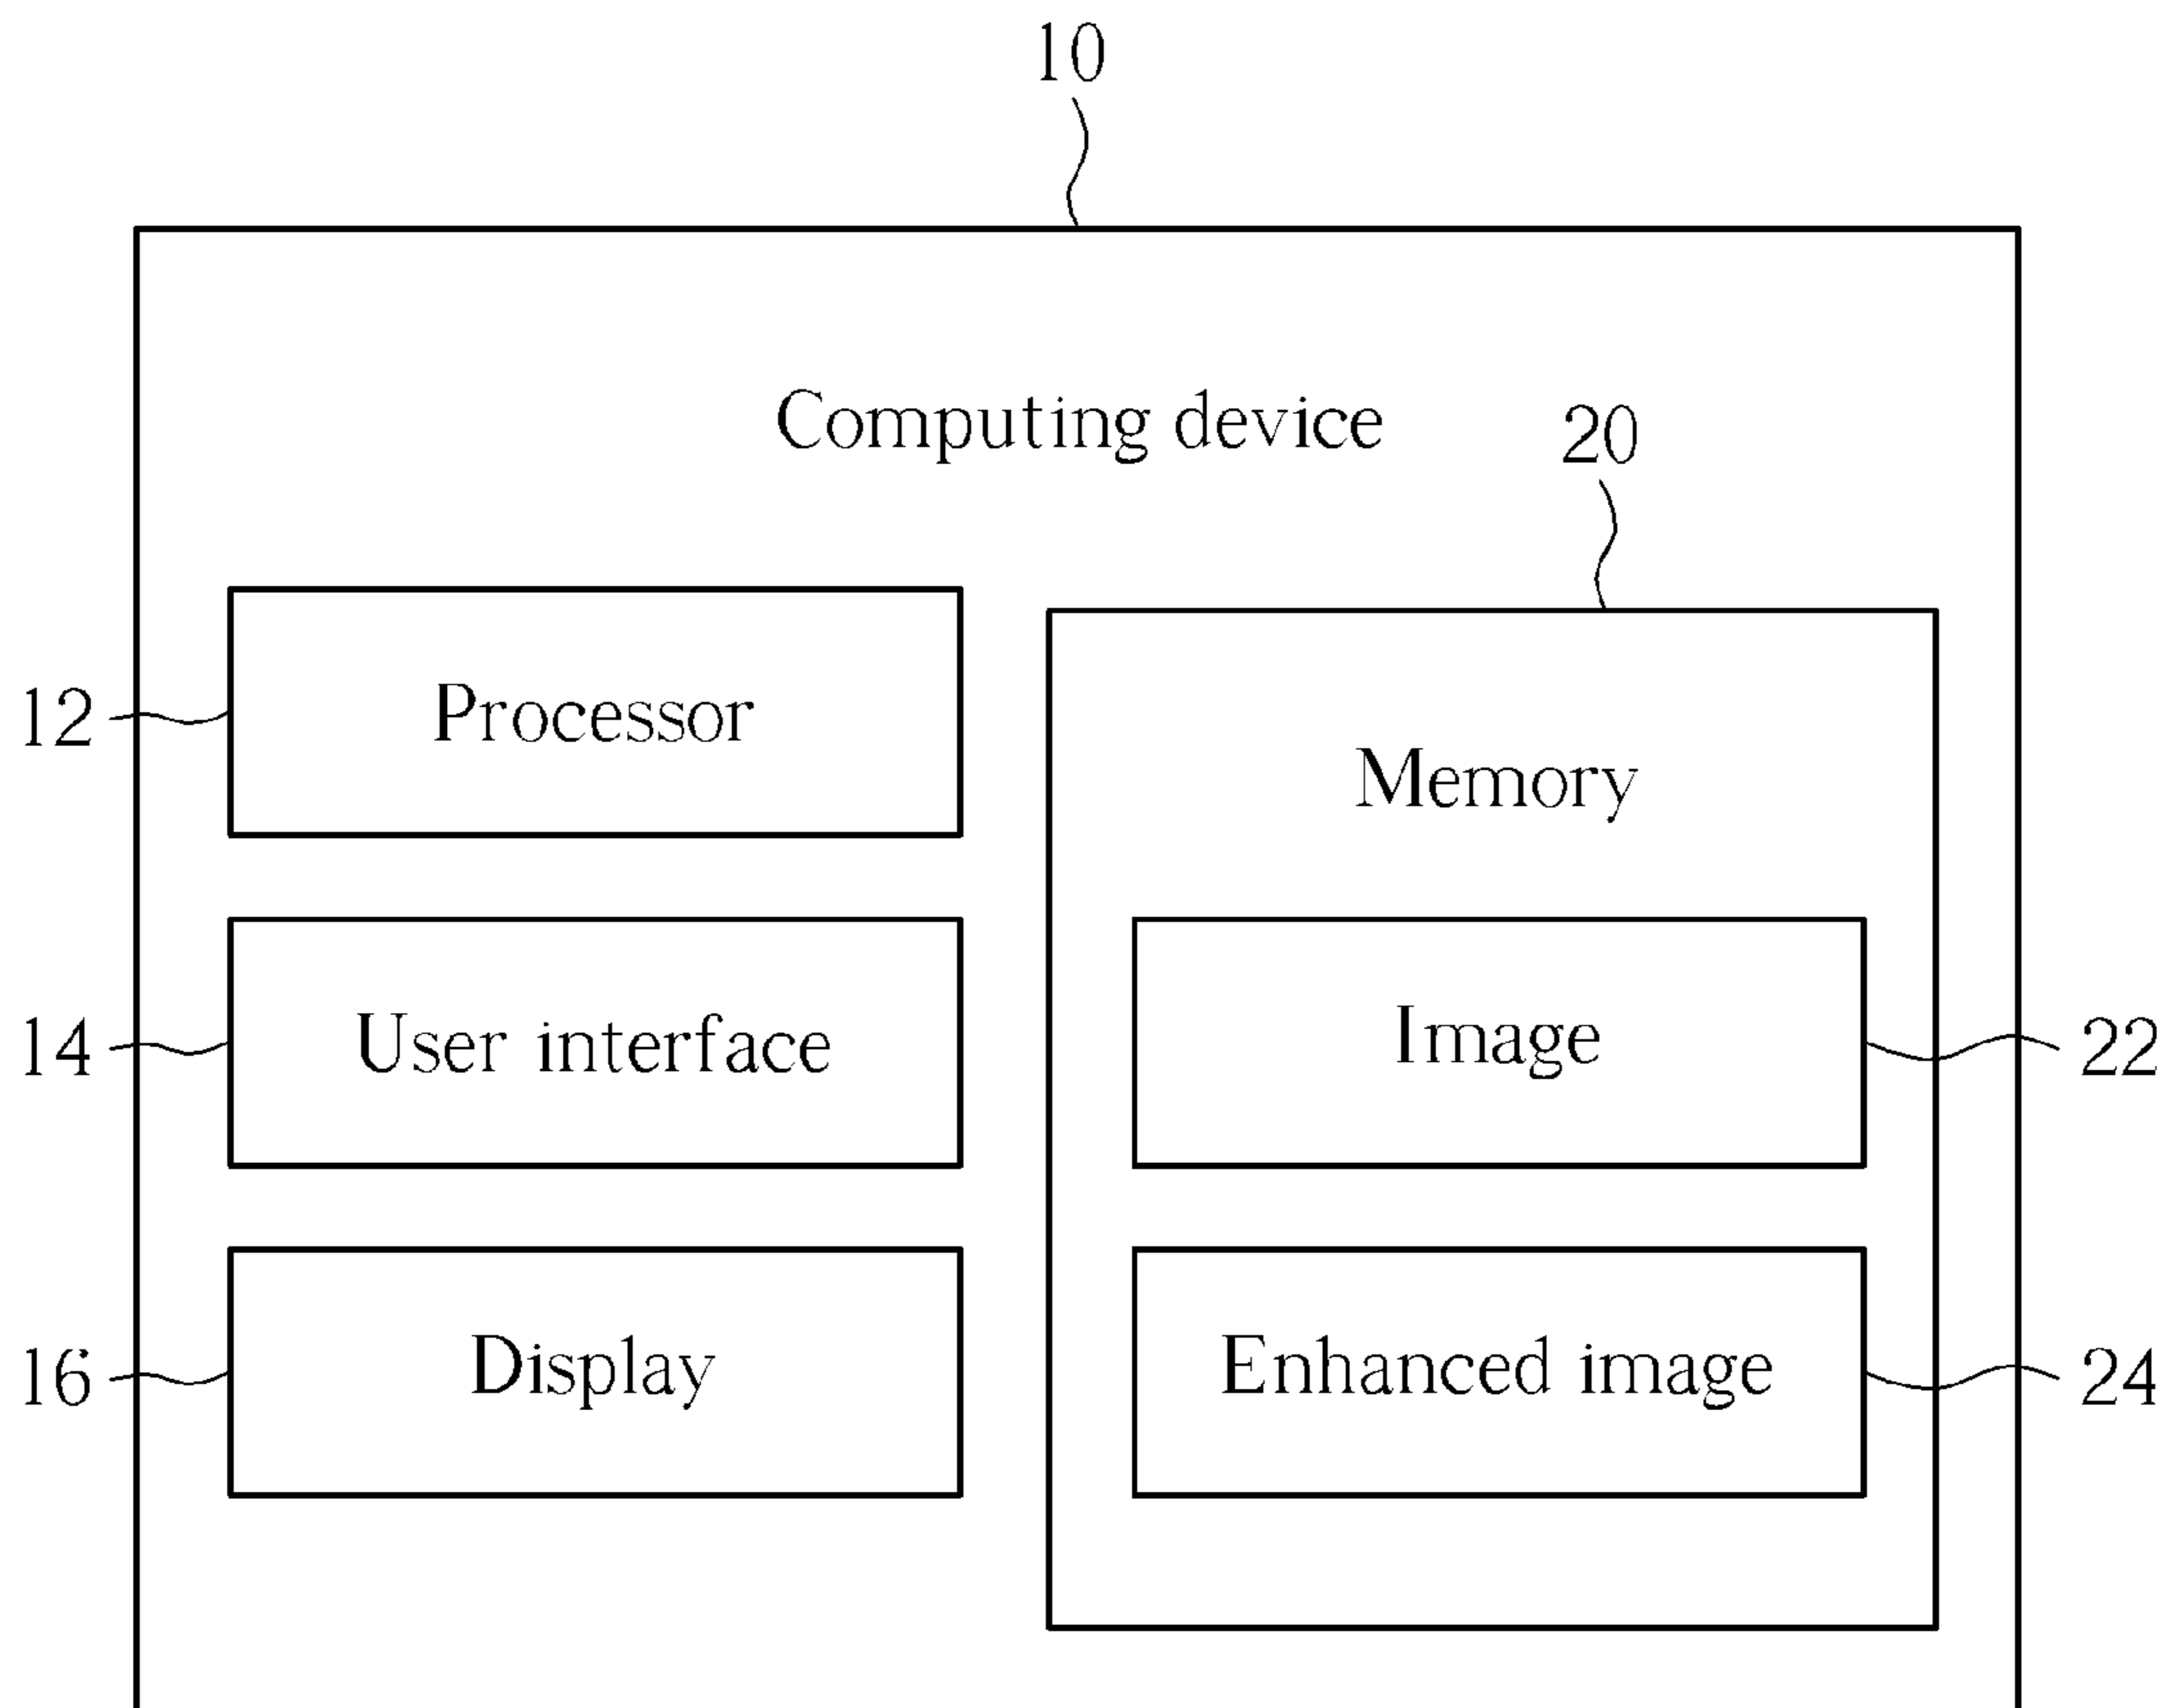 10
Computing device
20
12 Processor
Memory
14 User interface
Image 22
16 Display
Enhanced image 24